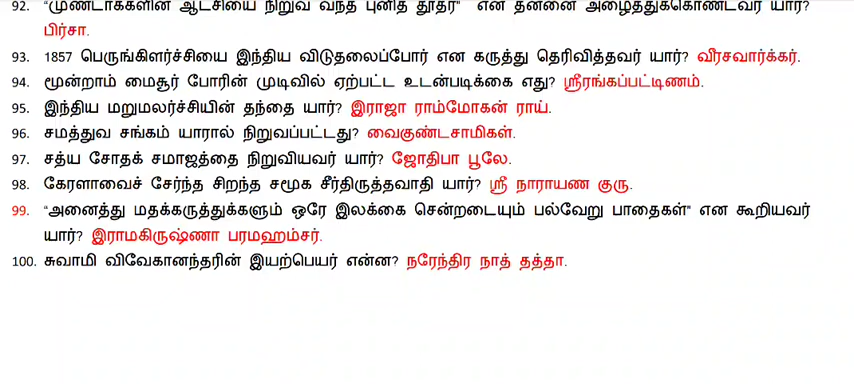 92. “முண்டாக்களின் ஆட்சியை நிறுவ வந்த புனித தூதர்” என தன்னை அழைத்துக்கொண்டவர் யார்?
பிர்சா.
93. 1857 பெருங்கிளர்ச்சியை இந்திய விடுதலைப்போர் என கருத்து தெரிவித்தவர் யார்? வீரசவார்க்கர்.
94. மூன்றாம் மைசூர் போரின் முடிவில் ஏற்பட்ட உடன்படிக்கை எது? ஸ்ரீரங்கப்பட்டிணம்.
95. இந்திய மறுமலர்ச்சியின் தந்தை யார்? இராஜா ராம்மோகன் ராய்.
96. சமத்துவ சங்கம் யாரால் நிறுவப்பட்டது? வைகுண்டசாமிகள்.
97. சத்ய சோதக் சமாஜத்தை நிறுவியவர் யார்? ஜோதிபா பூலே.
98. கேரளாவைச் சேர்ந்த சிறந்த சமூக சீர்திருத்தவாதி யார்? ஸ்ரீ நாராயண குரு.
99. “அனைத்து மதக்கருத்துக்களும் ஒரே இலக்கை சென்றடையும் பல்வேறு பாதைகள்” என கூறியவர்
யார்? இராமகிருஷ்ணா பரமஹம்சர்.
100. சுவாமி விவேகானந்தரின் இயற்பெயர் என்ன? நரேந்திர நாத் தத்தா.